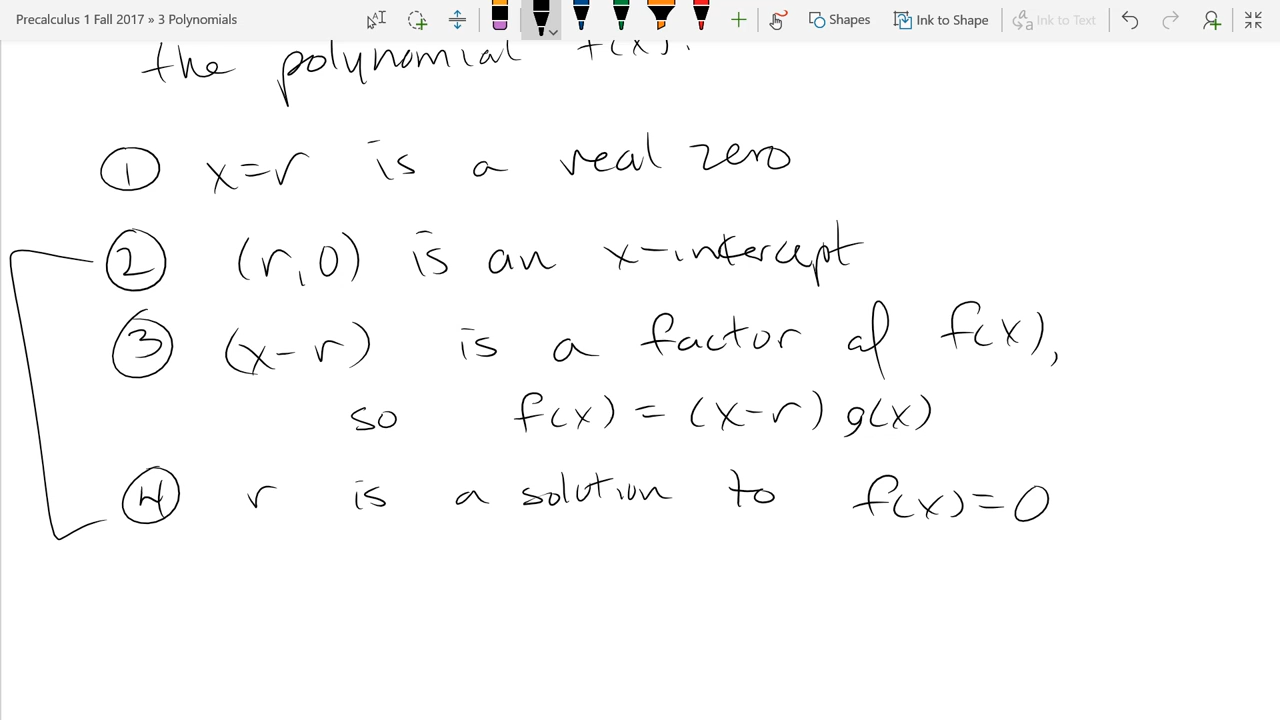 Precalculus 1 Fall 2017 » 3 Polynomials
Shapes
Ink to Shape
Ink to Text
the polynomial f(x).
① x=r is a real zero
② (r,0) is an x-intercept
③ (x-r) is a factor of f(x),
so f(x) = (x-r) g(x)
④ r is a solution to f(x)=0